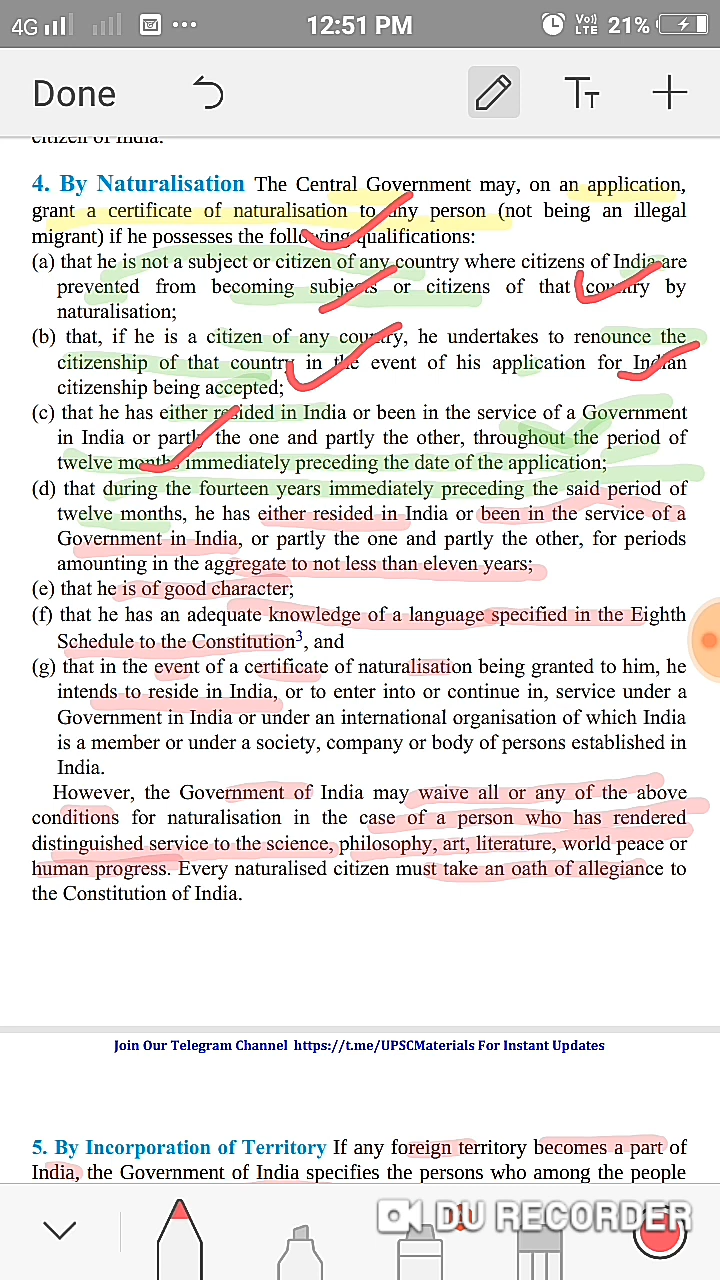 4G 12:51 PM Vo)) LTE 21%
Done TT
citizen of India.
4. By Naturalisation The Central Government may, on an application,
grant a certificate of naturalisation to any person (not being an illegal
migrant) if he possesses the following qualifications:
(a) that he is not a subject or citizen of any country where citizens of India are
prevented from becoming subjects or citizens of that country by
naturalisation;
(b) that, if he is a citizen of any country, he undertakes to renounce the
citizenship of that country in the event of his application for Indian
citizenship being accepted;
(c) that he has either resided in India or been in the service of a Government
in India or partly the one and partly the other, throughout the period of
twelve months immediately preceding the date of the application;
(d) that during the fourteen years immediately preceding the said period of
twelve months, he has either resided in India or been in the service of a
Government in India, or partly the one and partly the other, for periods
amounting in the aggregate to not less than eleven years;
(e) that he is of good character;
(f) that he has an adequate knowledge of a language specified in the Eighth
Schedule to the Constitution³, and
(g) that in the event of a certificate of naturalisation being granted to him, he
intends to reside in India, or to enter into or continue in, service under a
Government in India or under an international organisation of which India
is a member or under a society, company or body of persons established in
India.
However, the Government of India may waive all or any of the above
conditions for naturalisation in the case of a person who has rendered
distinguished service to the science, philosophy, art, literature, world peace or
human progress. Every naturalised citizen must take an oath of allegiance to
the Constitution of India.
Join Our Telegram Channel https://t.me/UPSCMaterials For Instant Updates
5. By Incorporation of Territory If any foreign territory becomes a part of
India, the Government of India specifies the persons who among the people
DU RECORDER